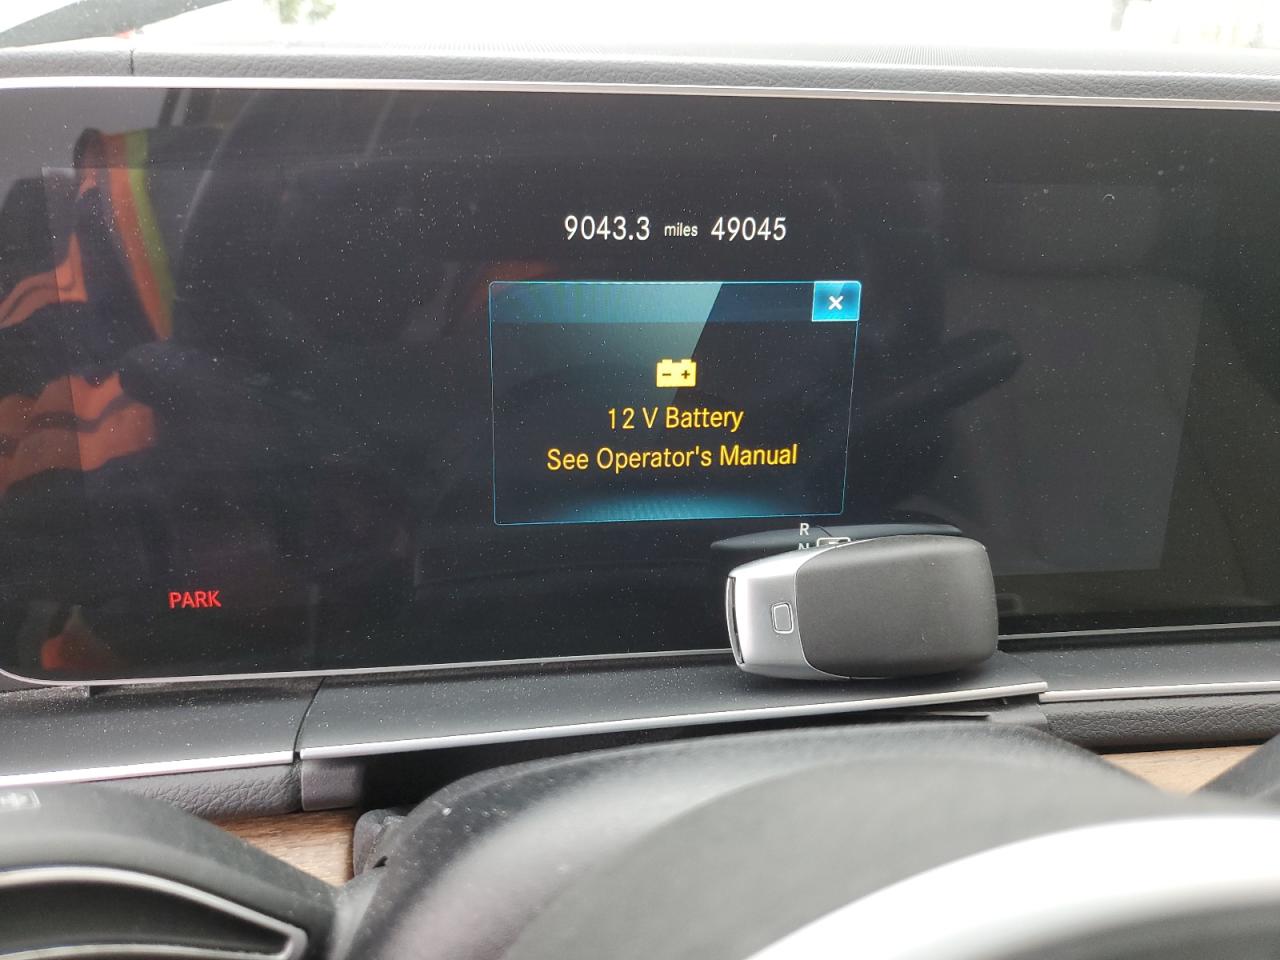 9043.3 miles 49045
12 V Battery
See Operator's Manual
R
N
PARK